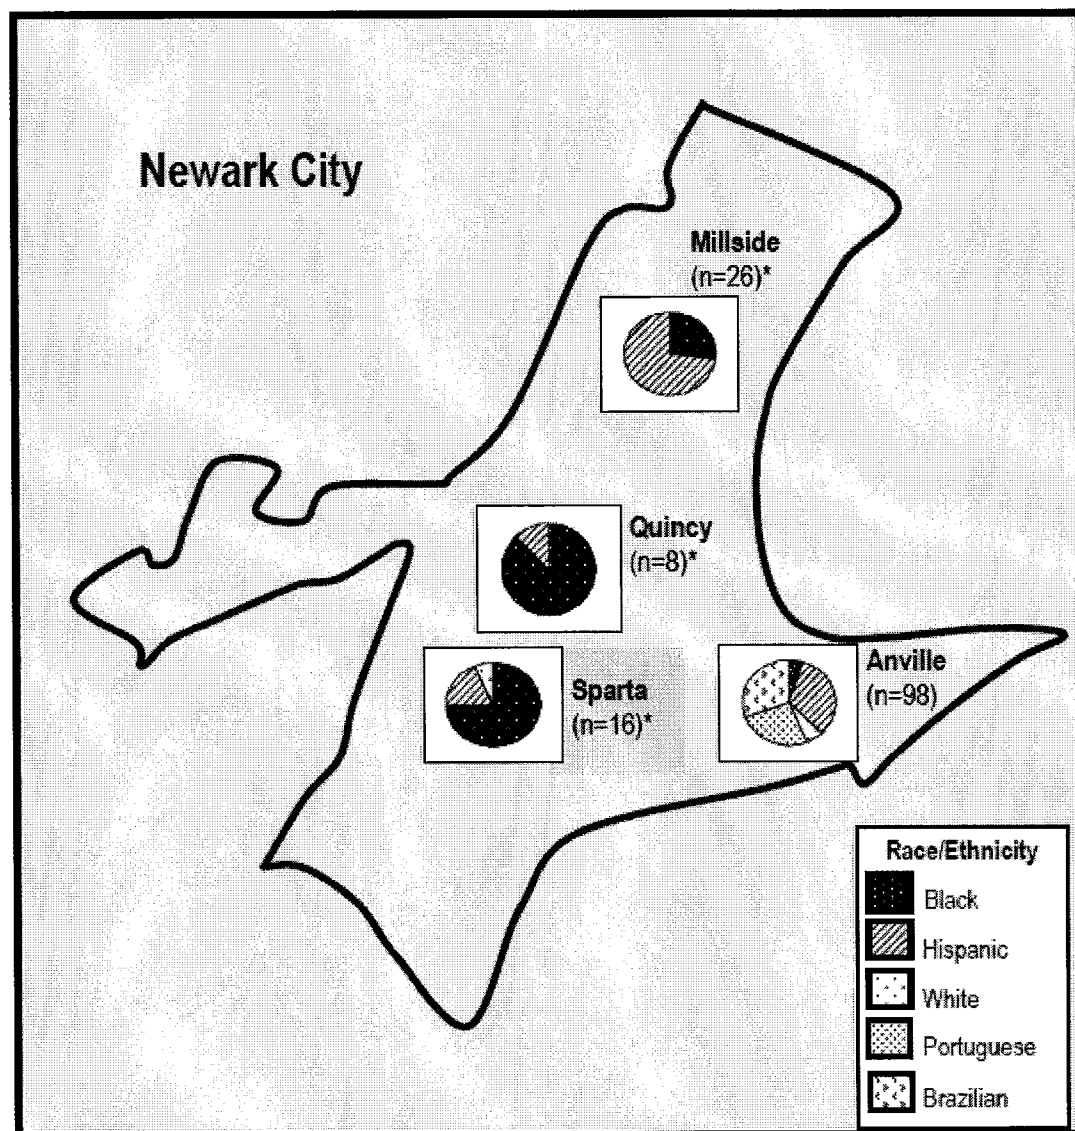 Newark City
Millside
(n=26)*
Quincy
(n=8)*
Sparta
(n=16)*
Anville
(n=98)
Race/Ethnicity
Black
Hispanic
White
Portuguese
Brazilian